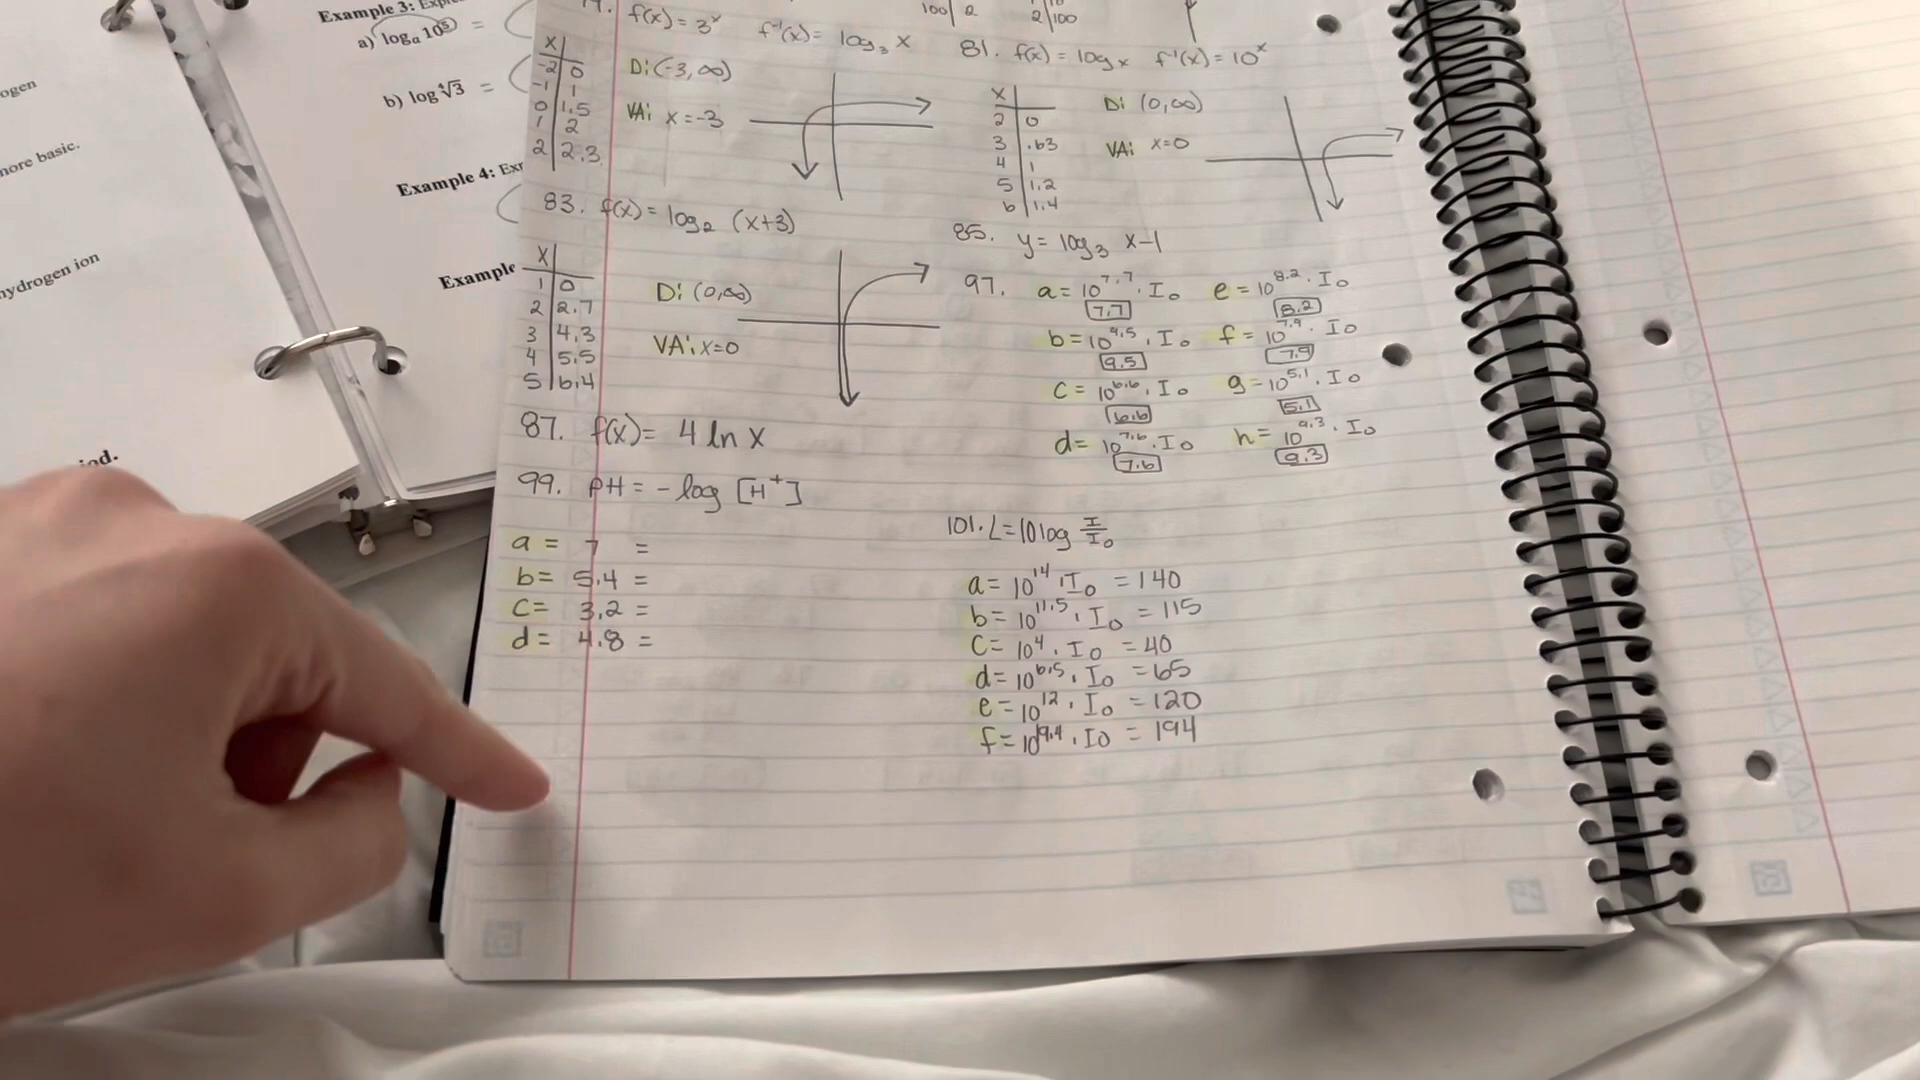 Example 3:
a) logₐ 10⁵ =
b) log ∜3 =
Example 4:
Example
ogen
more basic.
hydrogen ion
od.
f(x) = 3ˣ f⁻¹(x) = log₃ x
x
-2 0
-1 1
0 1.5
1 2
2 2.3
D: (-3, ∞)
VA: x = -3
100 2
2 100
81. f(x) = log x f⁻¹(x) = 10ˣ
x
2 0
3 .63
4 1
5 1.2
6 1.4
D: (0, ∞)
VA: x=0
83. f(x) = log₂ (x+3)
x
1 0
2 2.7
3 4.3
4 5.5
5 6.4
D: (0,∞)
VA: x=0
85. y = log₃ x-1
87. f(x) = 4 ln x
97. a = 10^7.7 · I₀ e = 10^8.2 · I₀
7.7 8.2
b = 10^9.5 · I₀ f = 10^7.9 · I₀
9.5 7.9
c = 10^6.6 · I₀ g = 10^5.1 · I₀
6.6 5.1
d = 10^7.6 · I₀ h = 10^9.3 · I₀
7.6 9.3
99. pH = -log [H⁺]
a = 7 =
b = 5.4 =
c = 3.2 =
d = 4.8 =
101. L = 10 log I/I₀
a = 10^14 · I₀ = 140
b = 10^11.5 · I₀ = 115
c = 10^4 · I₀ = 40
d = 10^6.5 · I₀ = 65
e = 10^12 · I₀ = 120
f = 10^19.4 · I₀ = 194